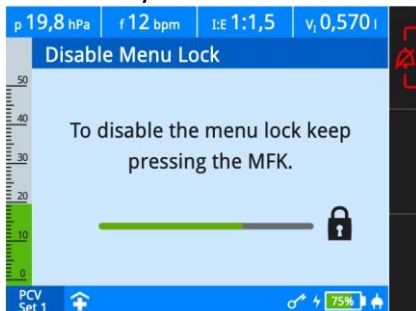 p 19,8 hPa f 12 bpm I:E 1:1,5 VI 0,570 l
Disable Menu Lock
50
40
To disable the menu lock keep
30
pressing the MFK.
20
10
0
PCV
Set 1
75%